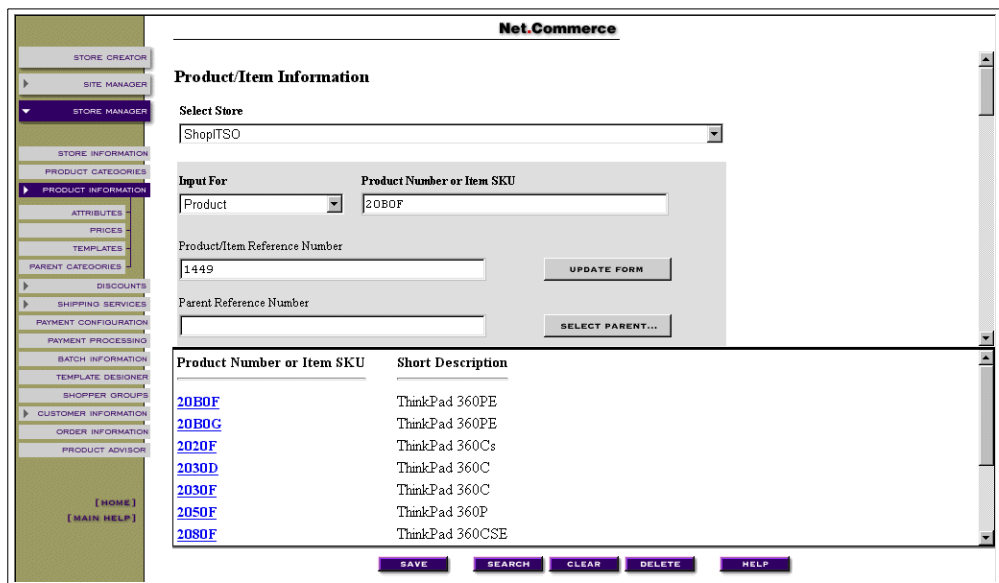 Net.Commerce
STORE CREATOR
SITE MANAGER
STORE MANAGER
STORE INFORMATION
PRODUCT CATEGORIES
PRODUCT INFORMATION
ATTRIBUTES
PRICES
TEMPLATES
PARENT CATEGORIES
DISCOUNTS
SHIPPING SERVICES
PAYMENT CONFIGURATION
PAYMENT PROCESSING
BATCH INFORMATION
TEMPLATE DESIGNER
SHOPPER GROUPS
CUSTOMER INFORMATION
ORDER INFORMATION
PRODUCT ADVISOR
[HOME]
[MAIN HELP]
Product/Item Information
Select Store
ShopITSO
Input For Product Number or Item SKU
Product 20B0F
Product/Item Reference Number
1449 UPDATE FORM
Parent Reference Number
SELECT PARENT...
Product Number or Item SKU Short Description
20B0F ThinkPad 360PE
20B0G ThinkPad 360PE
2020F ThinkPad 360Cs
2030D ThinkPad 360C
2030F ThinkPad 360C
2050F ThinkPad 360P
2080F ThinkPad 360CSE
SAVE SEARCH CLEAR DELETE HELP